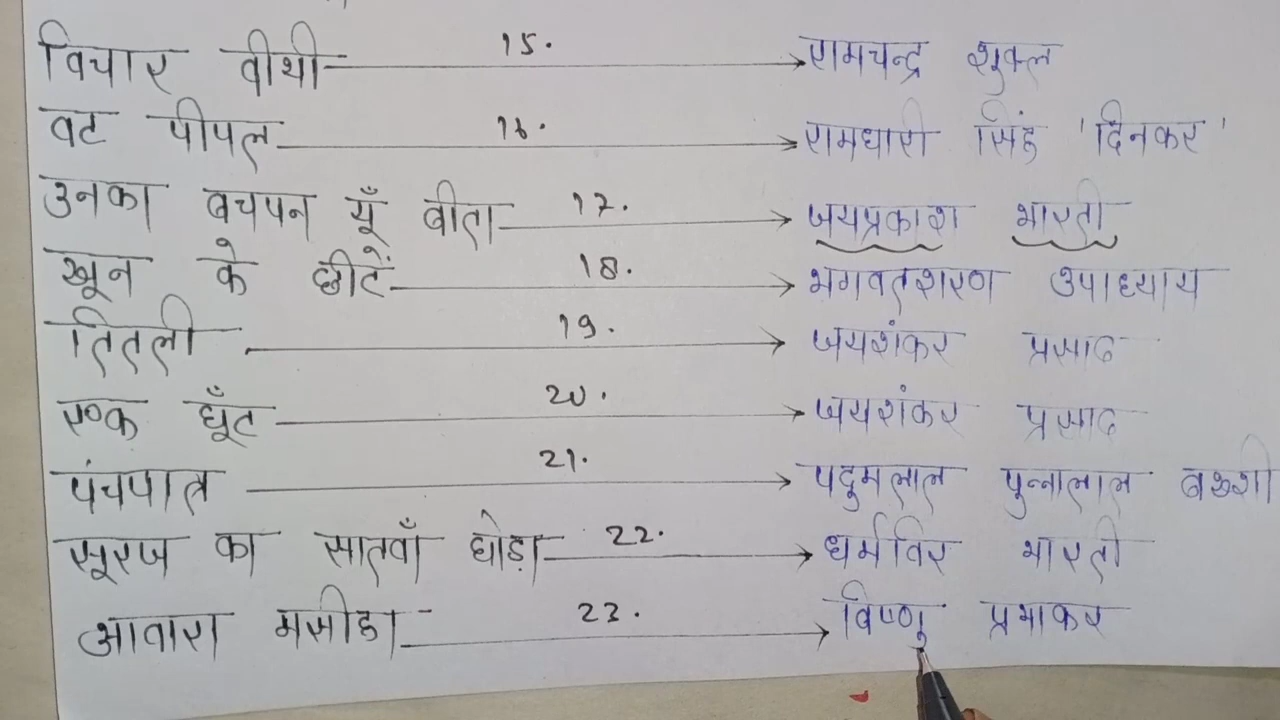 विचार वीथी 15. रामचन्द्र शुक्ल
वट पीपल 16. रामधारी सिंह 'दिनकर'
उनका बचपन यूँ बीता 17. जयप्रकाश भारती
खून के छीटें 18. भगवतशरण उपाध्याय
तितली 19. जयशंकर प्रसाद
एक घूँट 20. जयशंकर प्रसाद
पंचपात्र 21. पदुमलाल पुन्नालाल बख्शी
सूरज का सातवाँ घोड़ा 22. धर्मविर भारती
आवारा मसीहा 23. विष्णु प्रभाकर